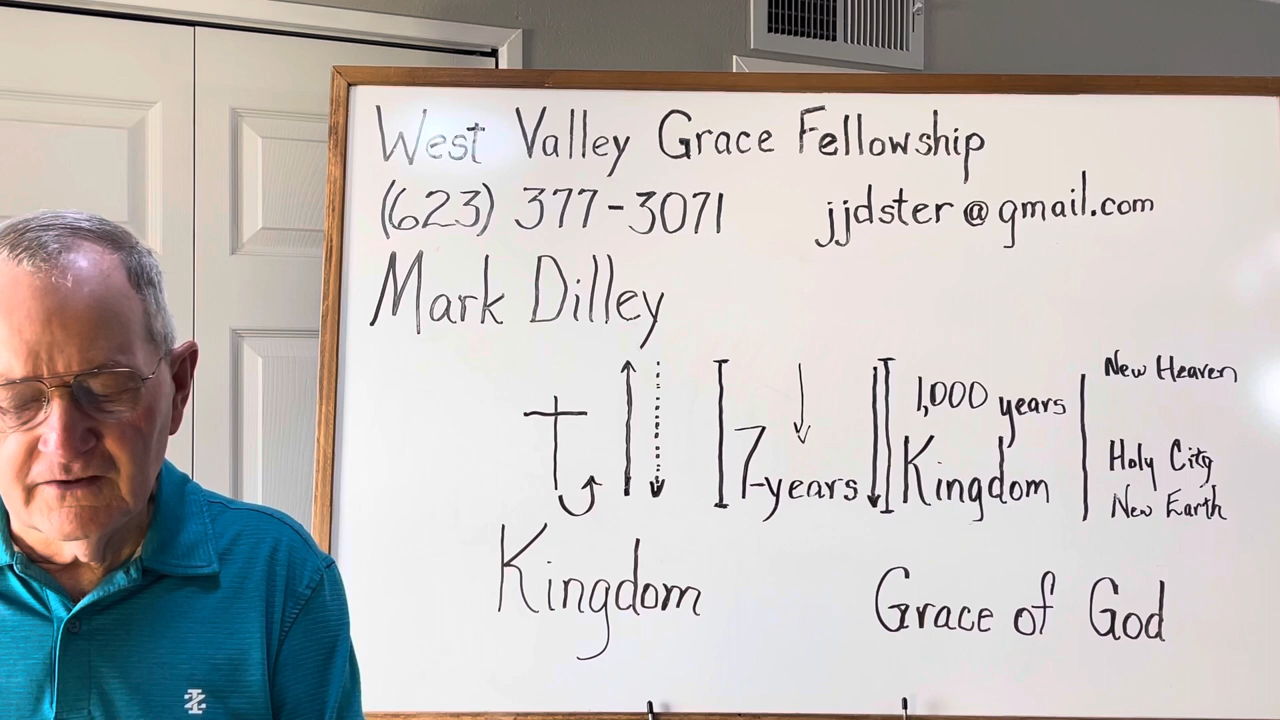 West Valley Grace Fellowship
(623) 377-3071 jjdster@gmail.com
Mark Dilley
New Heaven
1,000 years
7-years Kingdom Holy City
New Earth
Kingdom
Grace of God